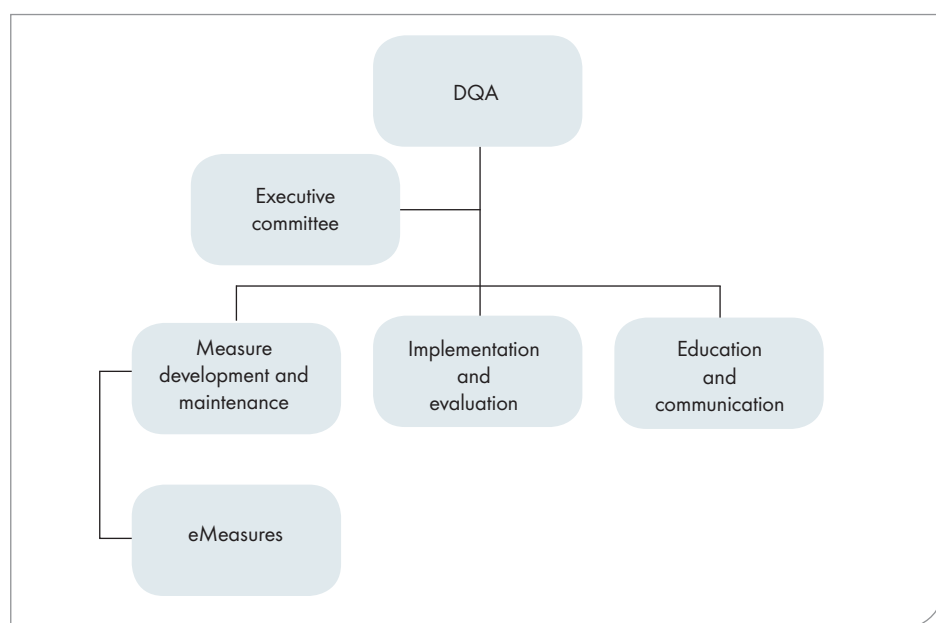 DQA
Executive
committee
Measure
development and
maintenance
Implementation
and
evaluation
Education
and
communication
eMeasures